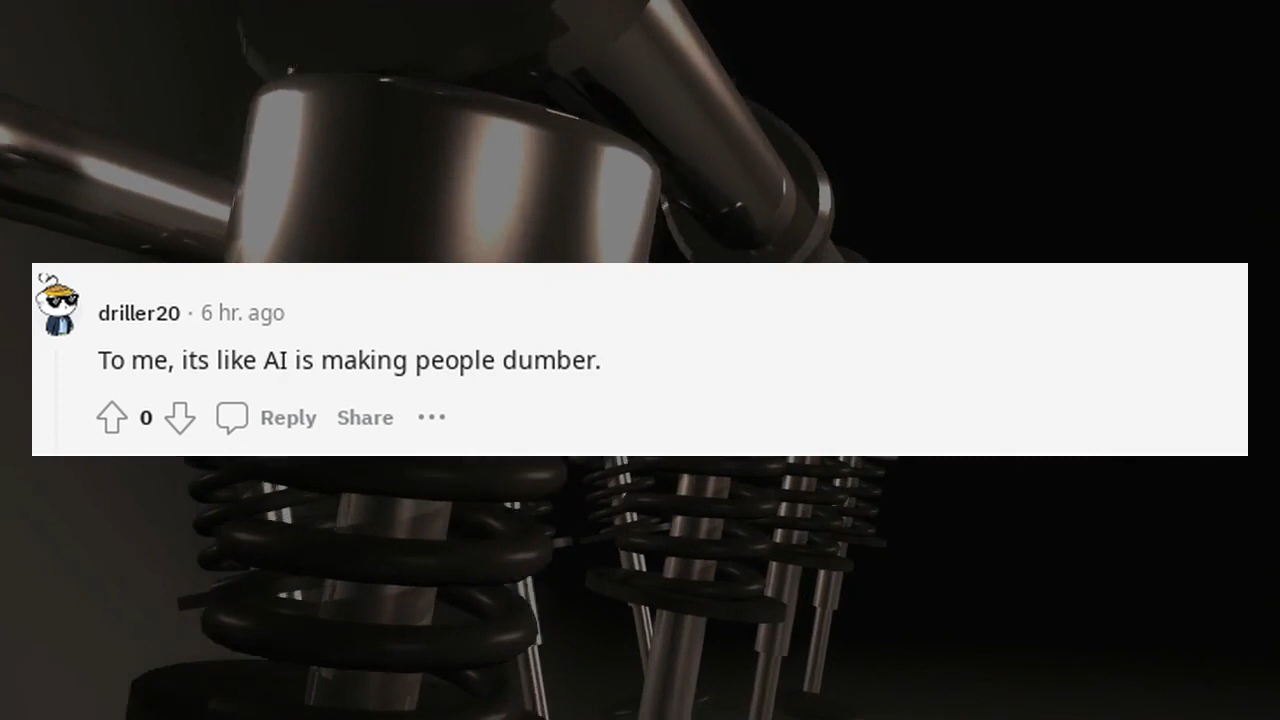 driller20 · 6 hr. ago
To me, its like AI is making people dumber.
0 Reply Share ...